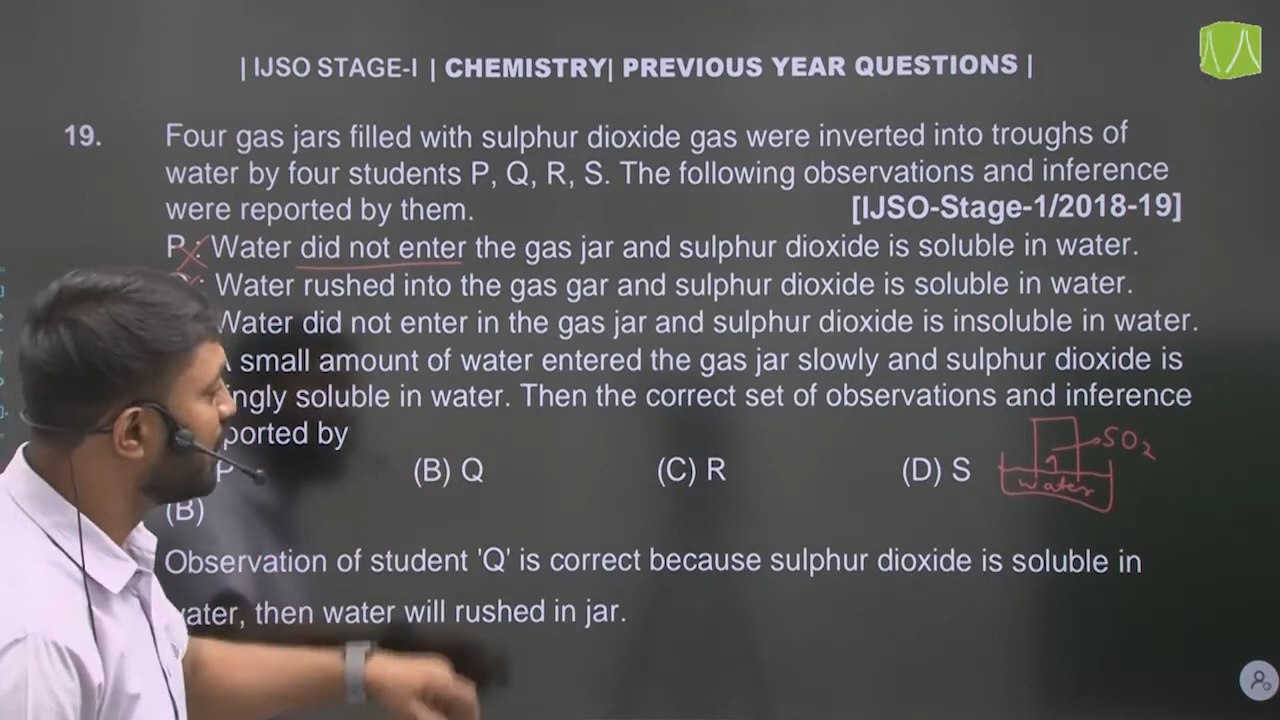 | IJSO STAGE-I | CHEMISTRY| PREVIOUS YEAR QUESTIONS |
19. Four gas jars filled with sulphur dioxide gas were inverted into troughs of
water by four students P, Q, R, S. The following observations and inference
were reported by them. [IJSO-Stage-1/2018-19]
P : Water did not enter the gas jar and sulphur dioxide is soluble in water.
: Water rushed into the gas gar and sulphur dioxide is soluble in water.
Water did not enter in the gas jar and sulphur dioxide is insoluble in water.
small amount of water entered the gas jar slowly and sulphur dioxide is
ngly soluble in water. Then the correct set of observations and inference
ported by
P (B) Q (C) R (D) S
SO2
water
(B)
Observation of student 'Q' is correct because sulphur dioxide is soluble in
water, then water will rushed in jar.